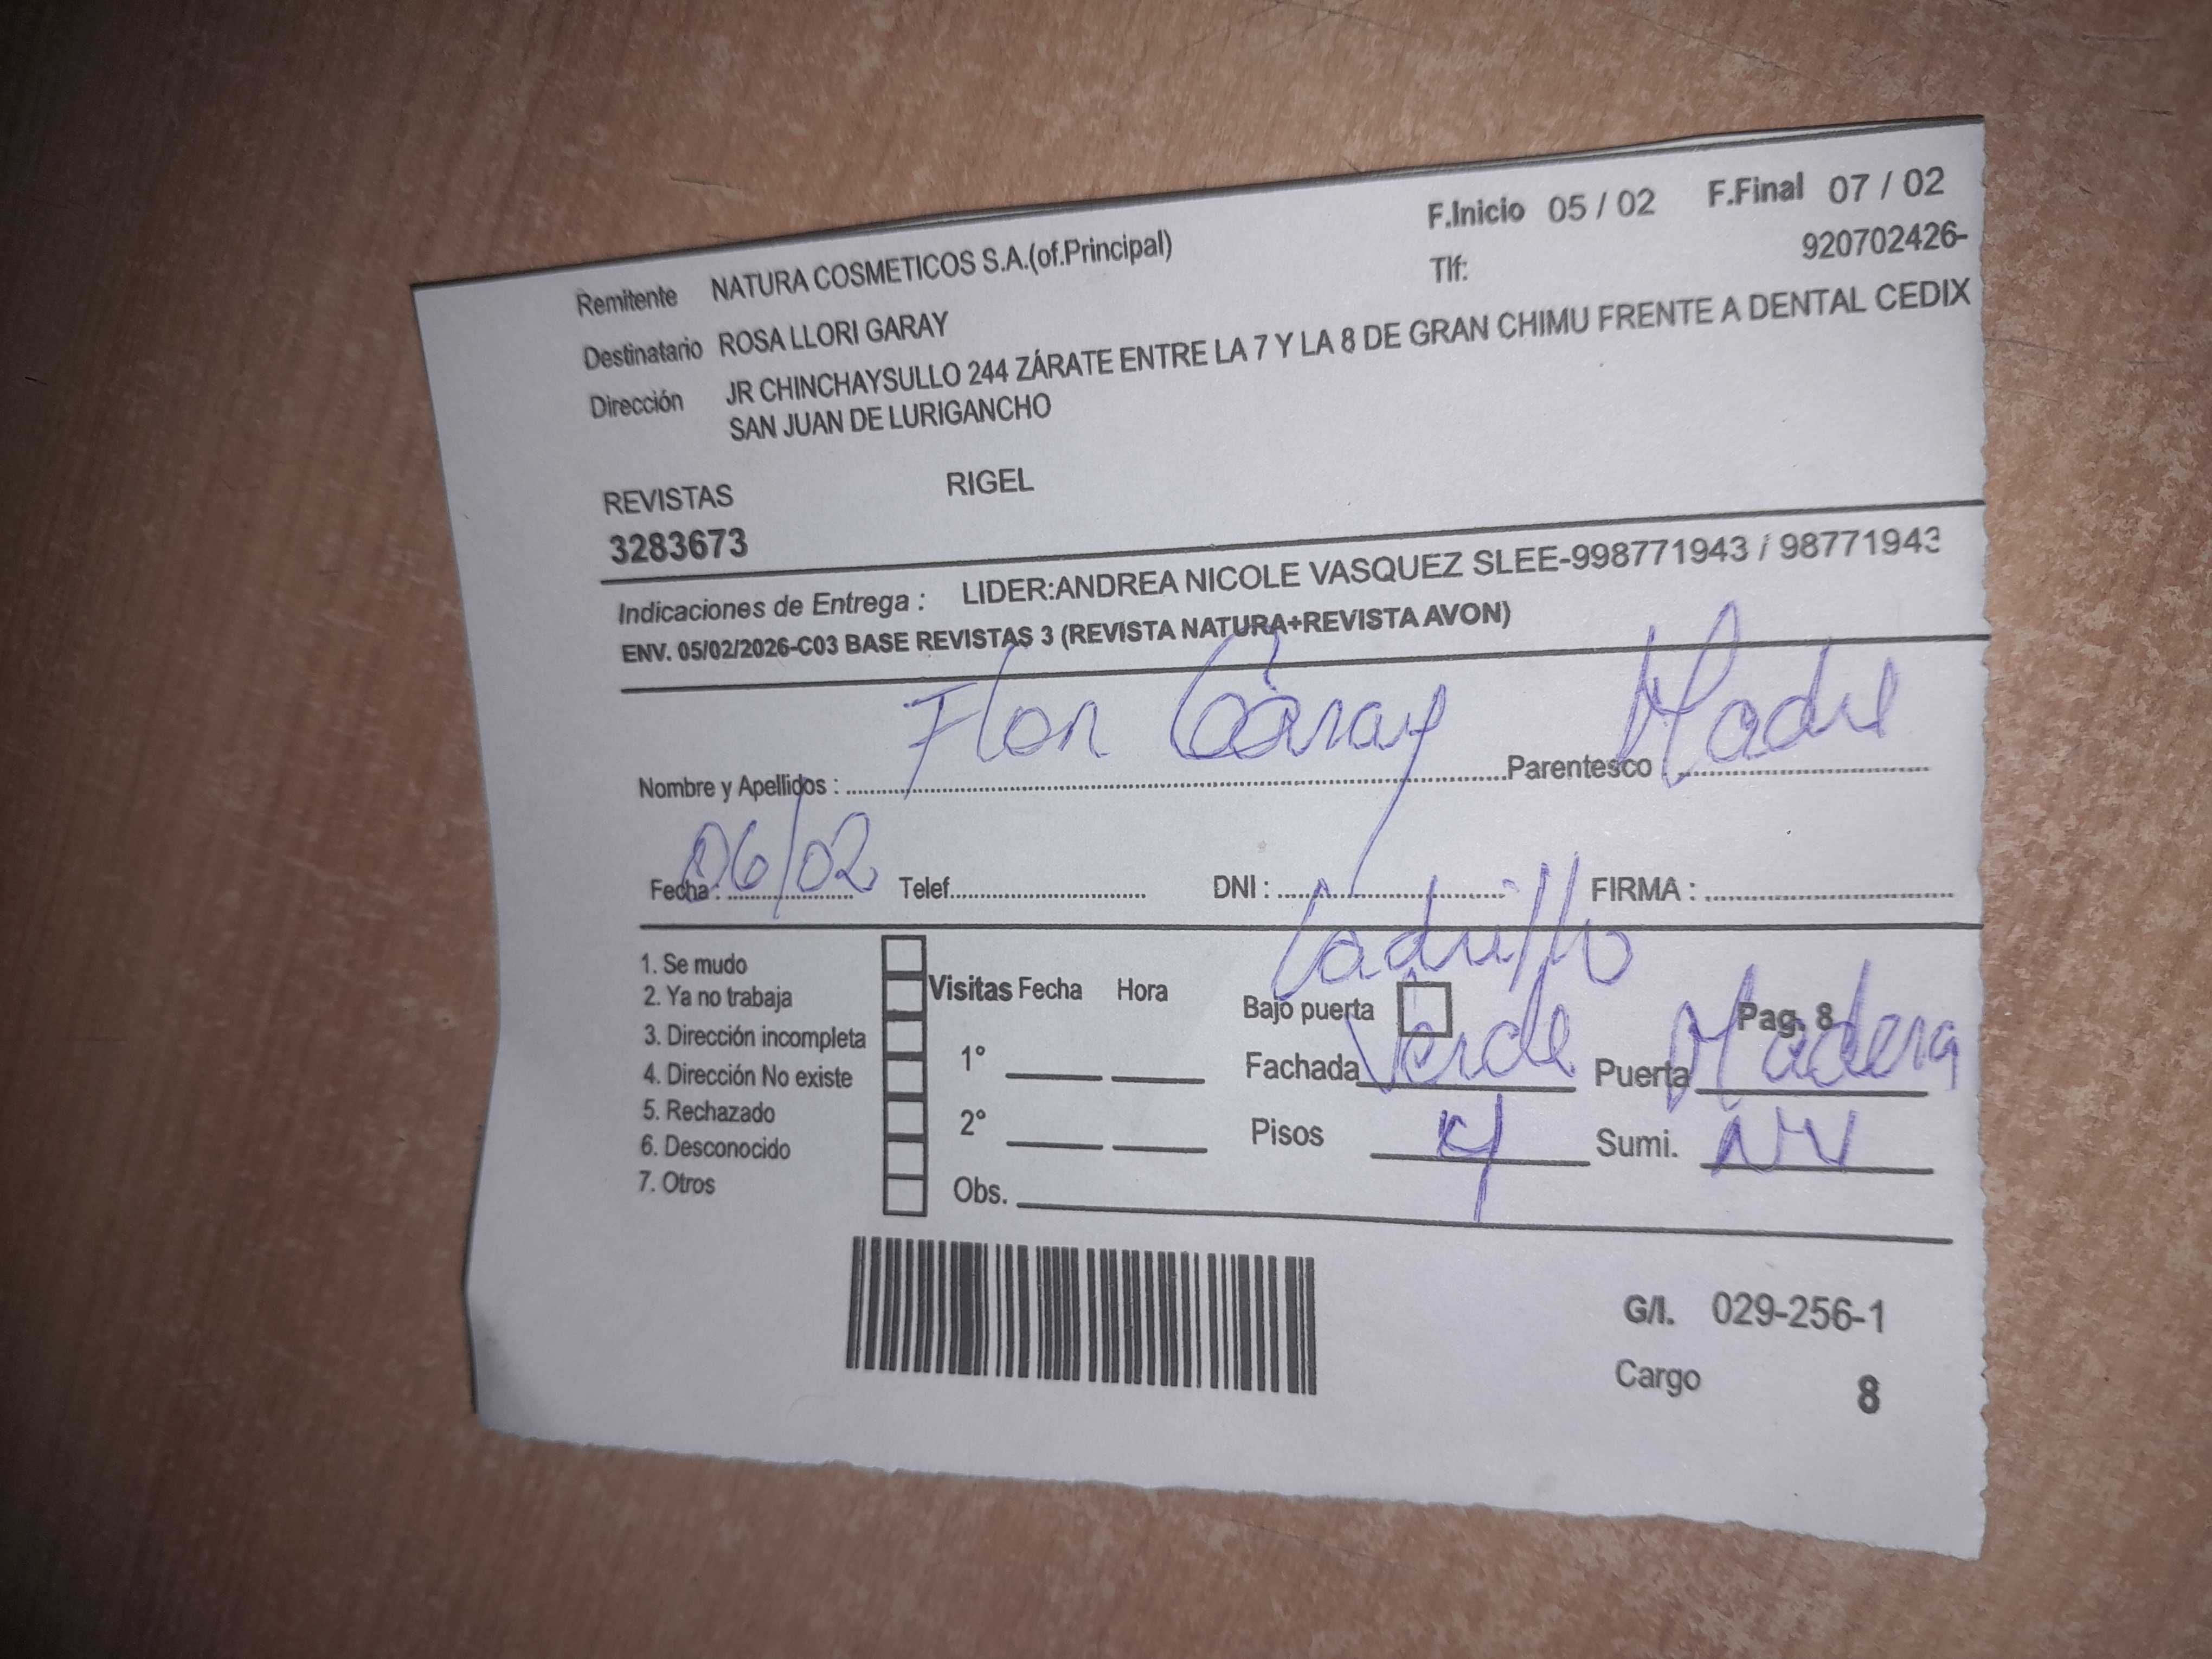 F.Inicio 05 / 02 F.Final 07 / 02
Remitente NATURA COSMETICOS S.A.(of.Principal) Tlf: 920702426-
Destinatario ROSA LLORI GARAY
Dirección JR CHINCHAYSULLO 244 ZÁRATE ENTRE LA 7 Y LA 8 DE GRAN CHIMU FRENTE A DENTAL CEDIX
SAN JUAN DE LURIGANCHO
REVISTAS RIGEL
3283673
Indicaciones de Entrega : LIDER:ANDREA NICOLE VASQUEZ SLEE-998771943 / 98771943
ENV. 05/02/2026-C03 BASE REVISTAS 3 (REVISTA NATURA+REVISTA AVON)
Nombre y Apellidos : Flor Garay Parentesco Madre
Fecha : 06/02 Telef. DNI : FIRMA :
Ladrillo
1. Se mudo
2. Ya no trabaja
3. Dirección incompleta
4. Dirección No existe
5. Rechazado
6. Desconocido
7. Otros
Visitas Fecha Hora
1°
2°
Obs.
Bajo puerta Pag. 8
Fachada Verde Puerta Madera
Pisos 4 Sumi. NV
G/I. 029-256-1
Cargo 8